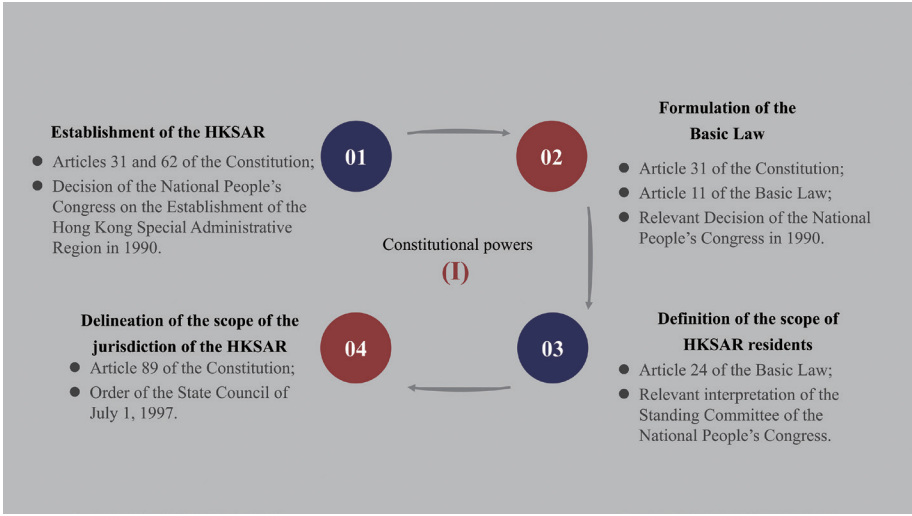 Establishment of the HKSAR
● Articles 31 and 62 of the Constitution;
● Decision of the National People's
Congress on the Establishment of the
Hong Kong Special Administrative
Region in 1990.
01
02
Formulation of the
Basic Law
● Article 31 of the Constitution;
● Article 11 of the Basic Law;
● Relevant Decision of the National
People's Congress in 1990.
Constitutional powers
(I)
Definition of the scope of
HKSAR residents
● Article 24 of the Basic Law;
● Relevant interpretation of the
Standing Committee of the
National People's Congress.
03
04
Delineation of the scope of the
jurisdiction of the HKSAR
● Article 89 of the Constitution;
● Order of the State Council of
July 1, 1997.